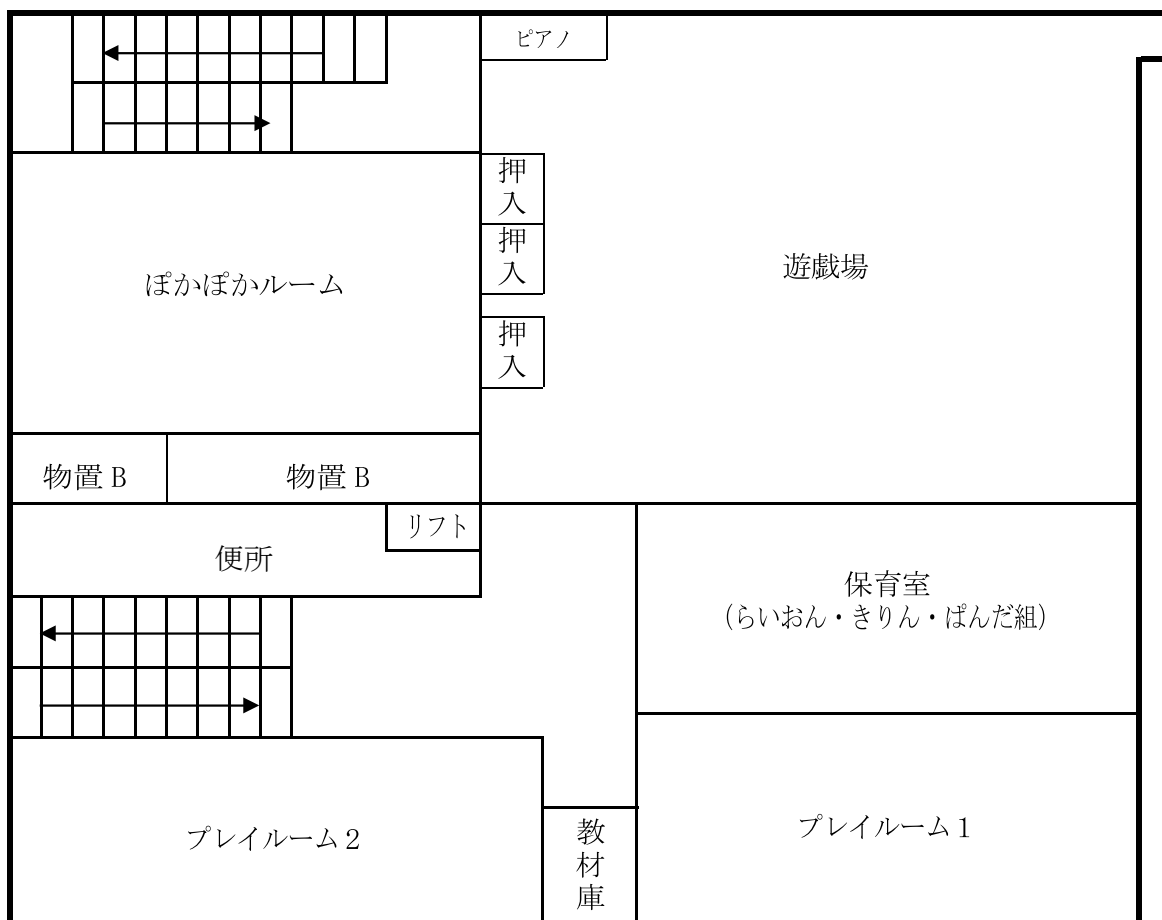 ピアノ
押入
押入
押入
遊戯場
ぽかぽかルーム
物置 B
物置 B
リフト
便所
保育室
(らいおん・きりん・ぱんだ組)
プレイルーム2
教材庫
プレイルーム1